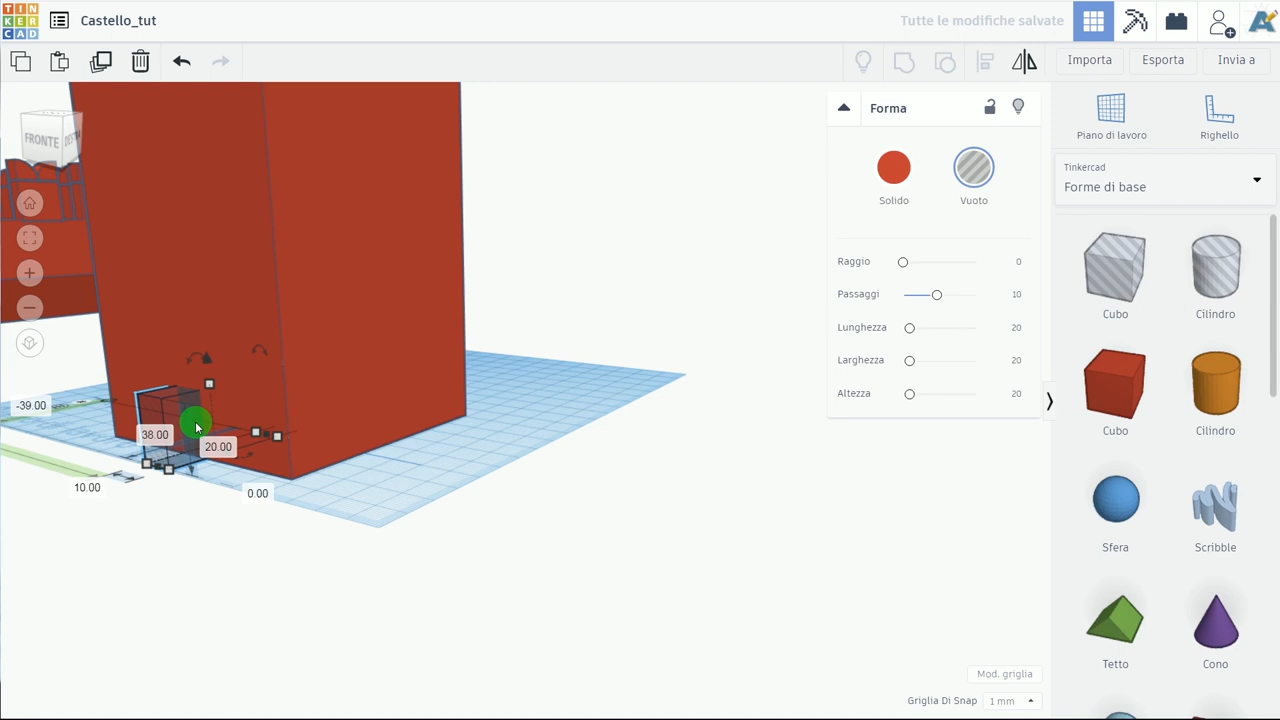 TIN
KER
CAD
Castello_tut
Tutte le modifiche salvate
Importa
Esporta
Invia a
FRONTE
Forma
Solido
Vuoto
Raggio 0
Passaggi 10
Lunghezza 20
Larghezza 20
Altezza 20
Piano di lavoro
Righello
Tinkercad
Forme di base
Cubo
Cilindro
Cubo
Cilindro
Sfera
Scribble
Tetto
Cono
-39.00
38.00
20.00
10.00
0.00
Mod. griglia
Griglia Di Snap 1 mm